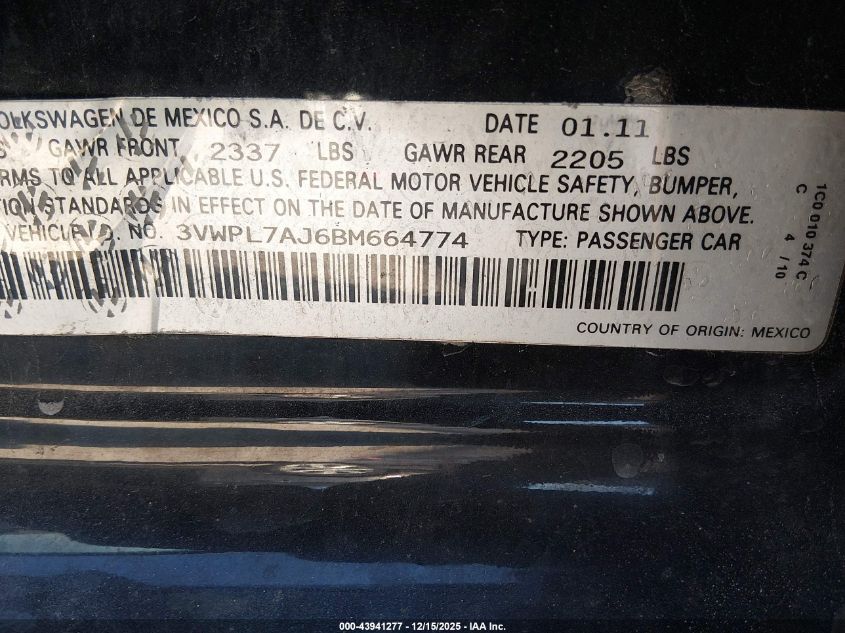 OLKSWAGEN DE MEXICO S.A. DE C.V. DATE 01.11
GAWR FRONT 2337 LBS GAWR REAR 2205 LBS
RMS TO ALL APPLICABLE U.S. FEDERAL MOTOR VEHICLE SAFETY, BUMPER,
TION STANDARDS IN EFFECT ON THE DATE OF MANUFACTURE SHOWN ABOVE.
VEHICLE I.D. NO. 3VWPL7AJ6BM664774 TYPE: PASSENGER CAR
COUNTRY OF ORIGIN: MEXICO
1C0 010 374 C
C 4 /10
000-43941277 - 12/15/2025 - IAA Inc.